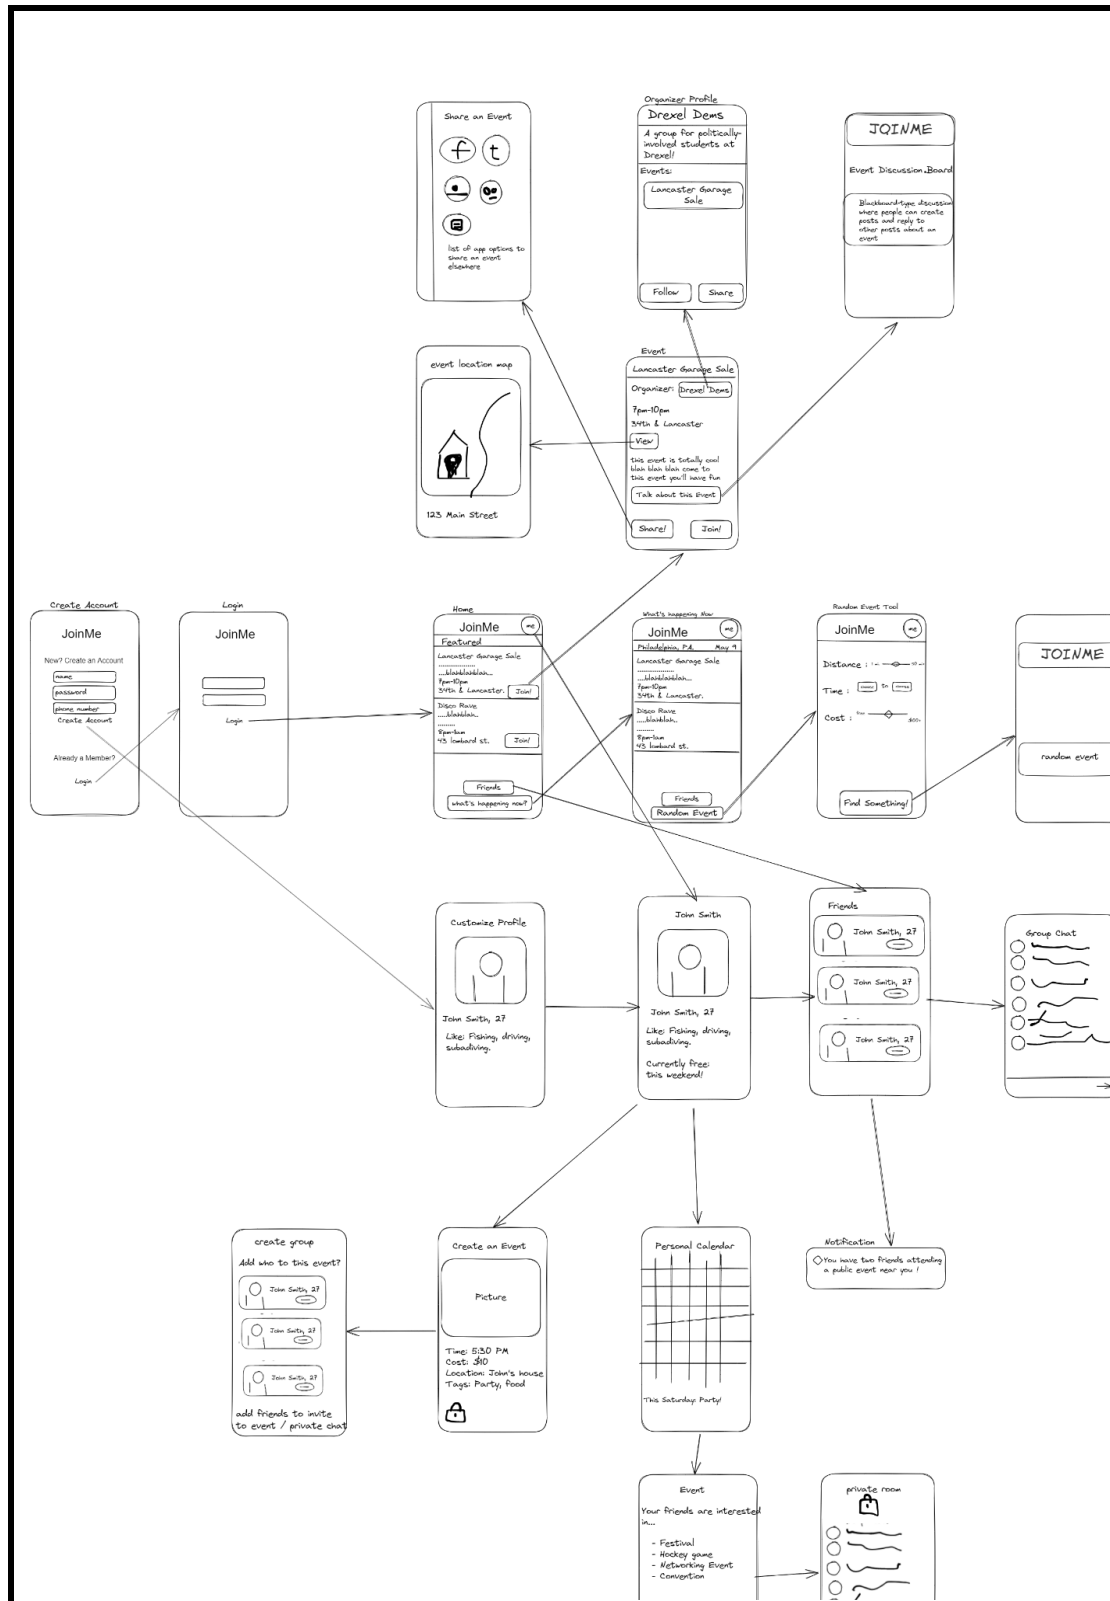 Share an Event
f
t
list of app options to
share an event
elsewhere
Organizer Profile
Drexel Dems
A group for politically-
involved students at
Drexel!
Events:
Lancaster Garage
Sale
Follow
Share
JOINME
Event Discussion Board
Blackboard-type discussion
where people can create
posts and reply to
other posts about an
event
event location map
123 Main Street
Event
Lancaster Garage Sale
Organizer: Drexel Dems
7pm-10pm
34th & Lancaster
View
this event is totally cool
blah blah blah come to
this event you'll have fun
Talk about this Event
Share!
Join!
Create Account
JoinMe
New? Create an Account
name
password
phone number
Create Account
Already a Member?
Login
Login
JoinMe
Login
Home
JoinMe
me
Featured
Lancaster Garage Sale
.................
....blahblahblah....
7pm-10pm
34th & Lancaster.
Join!
Disco Rave
.....blahblah..
.........
8pm-1am
43 lombard st.
Join!
Friends
what's happening now?
What's happening Now
JoinMe
me
Philadelphia, P.A.
May 9
Lancaster Garage Sale
.................
....blahblahblah....
7pm-10pm
34th & Lancaster.
Disco Rave
.....blahblah..
.........
8pm-1am
43 lombard st.
Friends
Random Event
Random Event Tool
JoinMe
me
Distance :
Time :
to
Cost :
Find Something!
JOINME
random event
Customize Profile
John Smith, 27
Like: Fishing, driving,
subadiving.
John Smith
John Smith, 27
Like: Fishing, driving,
subadiving.
Currently free:
this weekend!
Friends
John Smith, 27
John Smith, 27
John Smith, 27
Group Chat
create group
Add who to this event?
John Smith, 27
John Smith, 27
John Smith, 27
add friends to invite
to event / private chat
Create an Event
Picture
Time: 5:30 PM
Cost: $10
Location: John's house
Tags: Party, food
Personal Calendar
This Saturday: Party!
Notification
You have two friends attending
a public event near you !
Event
Your friends are interested
in...
- Festival
- Hockey game
- Networking Event
- Convention
private room